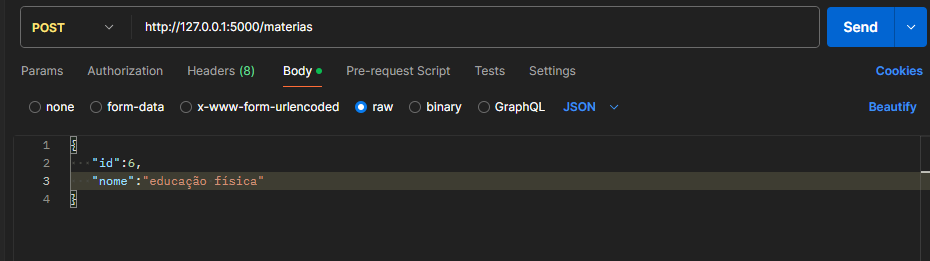 POST http://127.0.0.1:5000/materias Send
Params Authorization Headers (8) Body Pre-request Script Tests Settings Cookies
none form-data x-www-form-urlencoded raw binary GraphQL JSON Beautify
1 {
2 "id":6,
3 "nome":"educação física"
4 }